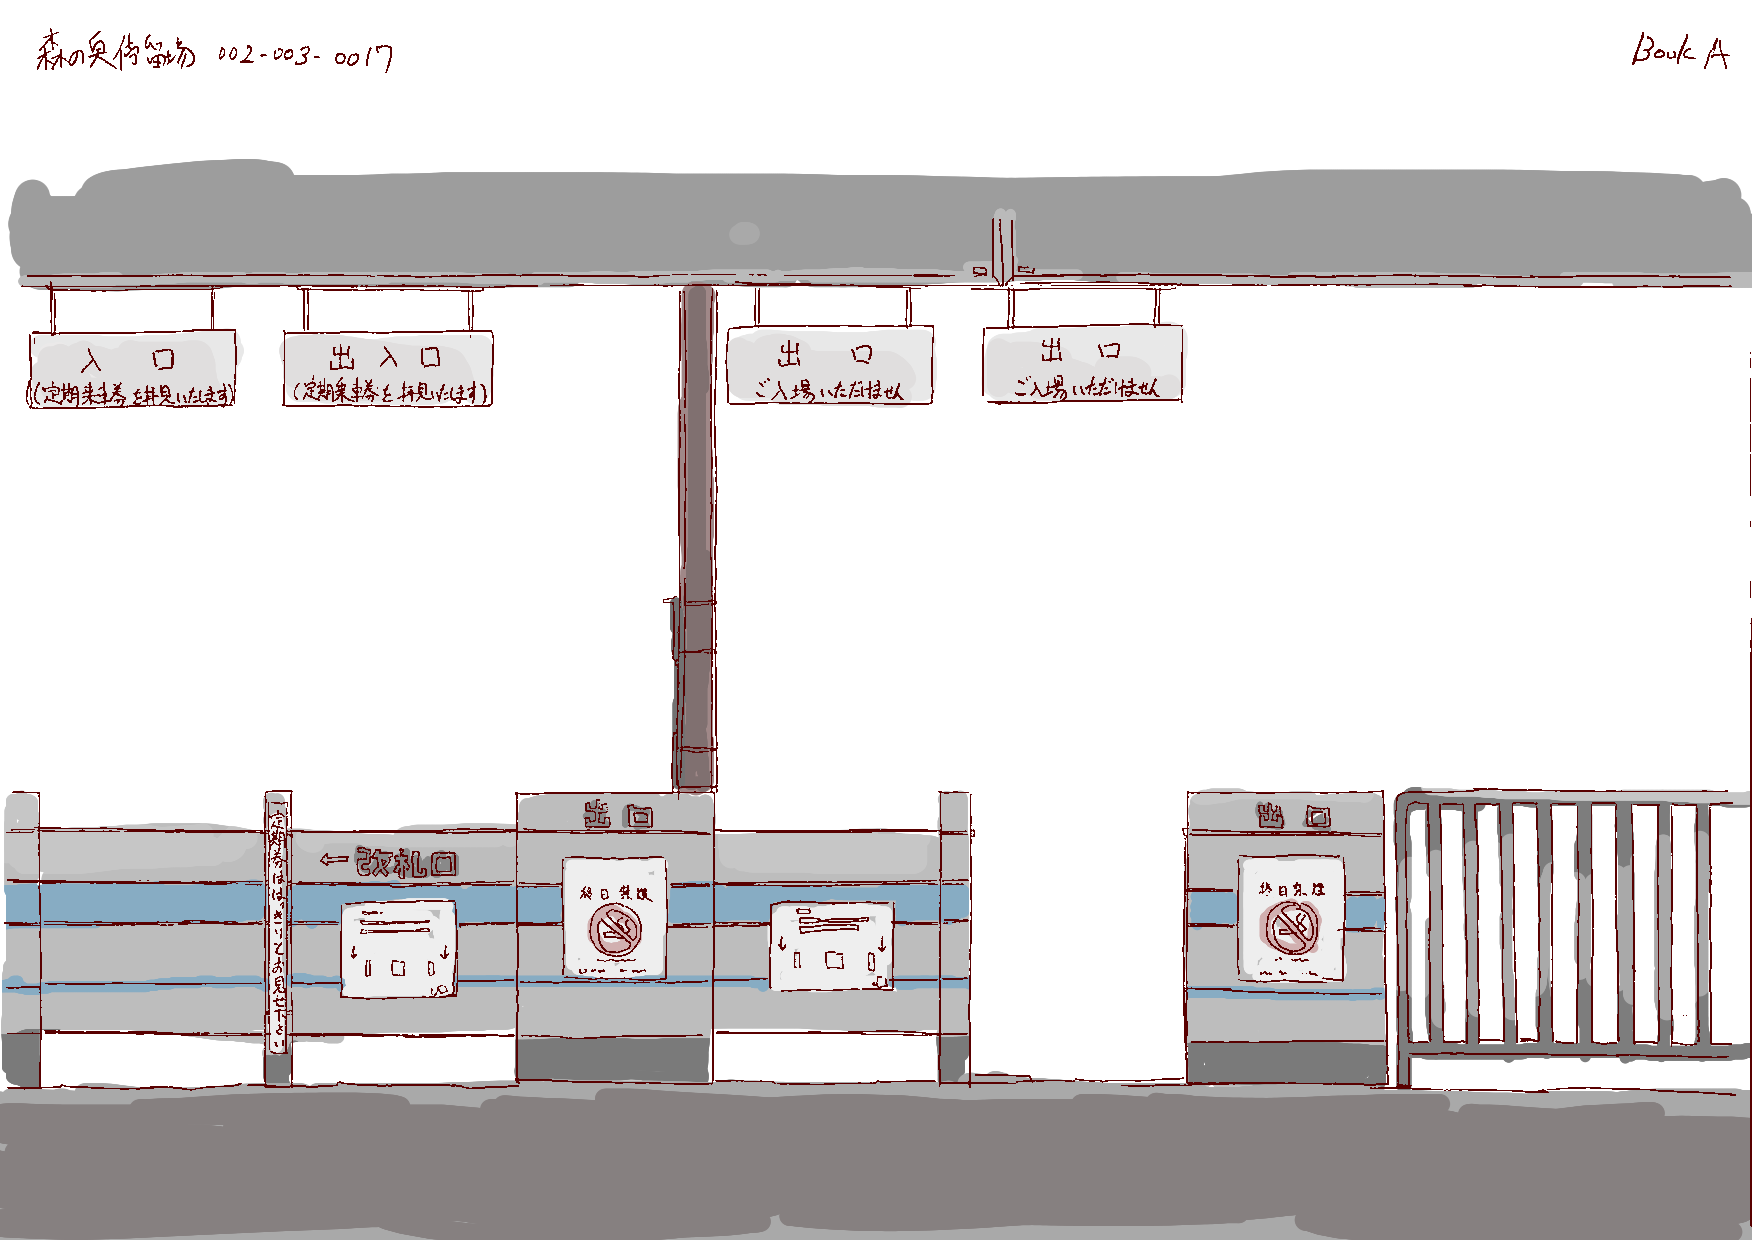 森の奥停留場 002-003-0017
Book A
入口
(定期乗車券を拝見いたします)
出入口
(定期乗車券を拝見いたします)
出口
ご入場いただけません
出口
ご入場いただけません
定期券ははっきりとお見せ下さい
←改札口
出口
終日禁煙
出口
終日禁煙